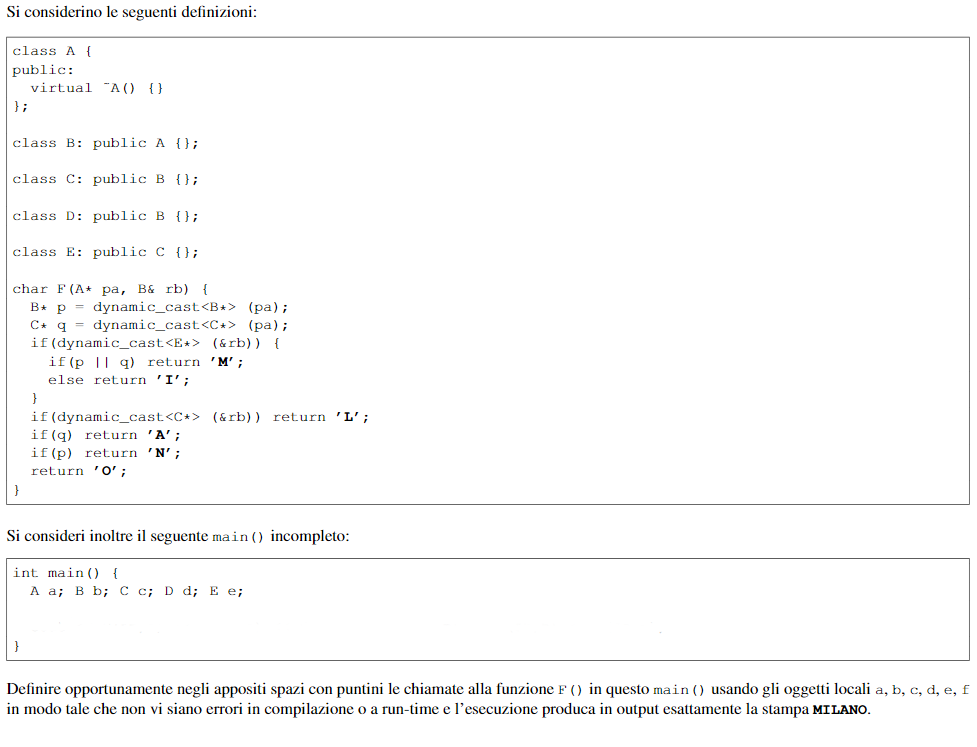 Si considerino le seguenti definizioni:
class A {
public:
virtual ~A() {}
};
class B: public A {};
class C: public B {};
class D: public B {};
class E: public C {};
char F(A* pa, B& rb) {
B* p = dynamic_cast<B*> (pa);
C* q = dynamic_cast<C*> (pa);
if(dynamic_cast<E*> (&rb)) {
if(p || q) return 'M';
else return 'I';
}
if(dynamic_cast<C*> (&rb)) return 'L';
if(q) return 'A';
if(p) return 'N';
return 'O';
}
Si consideri inoltre il seguente main() incompleto:
int main() {
A a; B b; C c; D d; E e;
}
Definire opportunamente negli appositi spazi con puntini le chiamate alla funzione F() in questo main() usando gli oggetti locali a, b, c, d, e, f
in modo tale che non vi siano errori in compilazione o a run-time e l'esecuzione produca in output esattamente la stampa MILANO.